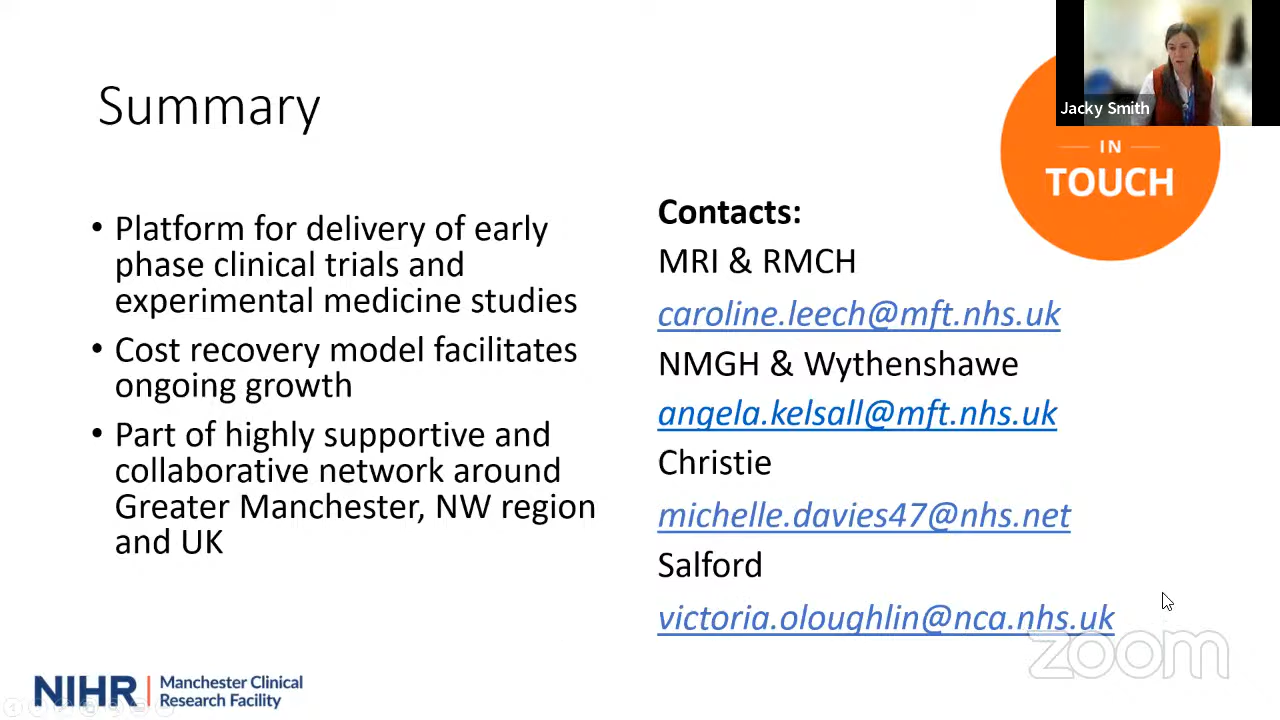 Summary
Jacky Smith
IN
TOUCH
• Platform for delivery of early
phase clinical trials and
experimental medicine studies
• Cost recovery model facilitates
ongoing growth
• Part of highly supportive and
collaborative network around
Greater Manchester, NW region
and UK
Contacts:
MRI & RMCH
caroline.leech@mft.nhs.uk
NMGH & Wythenshawe
angela.kelsall@mft.nhs.uk
Christie
michelle.davies47@nhs.net
Salford
victoria.oloughlin@nca.nhs.uk
zoom
NIHR | Manchester Clinical
Research Facility